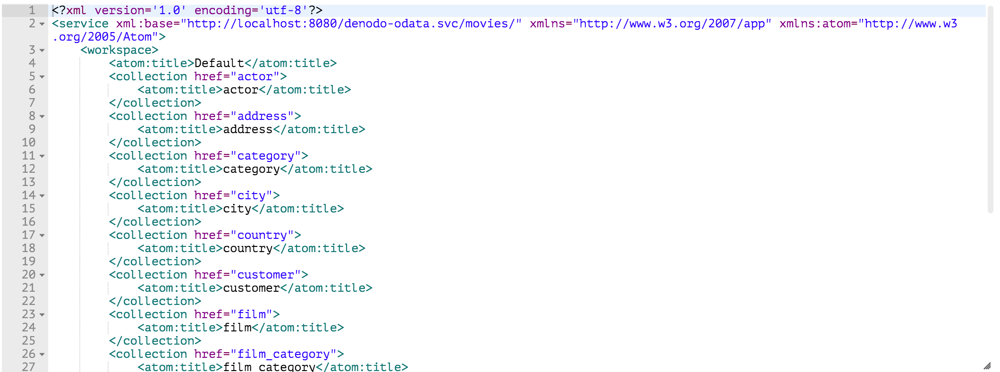 1 <?xml version='1.0' encoding='utf-8'?>
2 <service xml:base="http://localhost:8080/denodo-odata.svc/movies/" xmlns="http://www.w3.org/2007/app" xmlns:atom="http://www.w3
.org/2005/Atom">
3 <workspace>
4 <atom:title>Default</atom:title>
5 <collection href="actor">
6 <atom:title>actor</atom:title>
7 </collection>
8 <collection href="address">
9 <atom:title>address</atom:title>
10 </collection>
11 <collection href="category">
12 <atom:title>category</atom:title>
13 </collection>
14 <collection href="city">
15 <atom:title>city</atom:title>
16 </collection>
17 <collection href="country">
18 <atom:title>country</atom:title>
19 </collection>
20 <collection href="customer">
21 <atom:title>customer</atom:title>
22 </collection>
23 <collection href="film">
24 <atom:title>film</atom:title>
25 </collection>
26 <collection href="film_category">
27 <atom:title>film_category</atom:title>